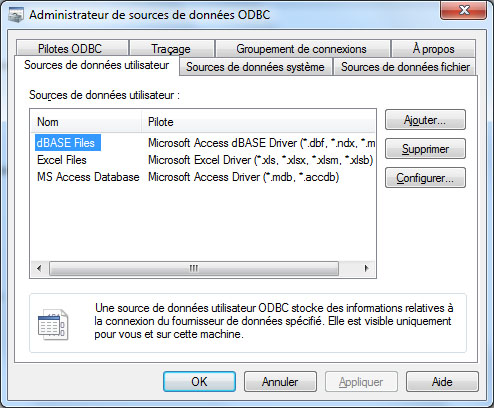 Administrateur de sources de données ODBC
Pilotes ODBC Traçage Groupement de connexions À propos
Sources de données utilisateur Sources de données système Sources de données fichier
Sources de données utilisateur :
Nom Pilote
dBASE Files Microsoft Access dBASE Driver (*.dbf, *.ndx, *.m
Excel Files Microsoft Excel Driver (*.xls, *.xlsx, *.xlsm, *.xlsb)
MS Access Database Microsoft Access Driver (*.mdb, *.accdb)
Ajouter...
Supprimer
Configurer...
Une source de données utilisateur ODBC stocke des informations relatives à
la connexion du fournisseur de données spécifié. Elle est visible uniquement
pour vous et sur cette machine.
OK Annuler Appliquer Aide